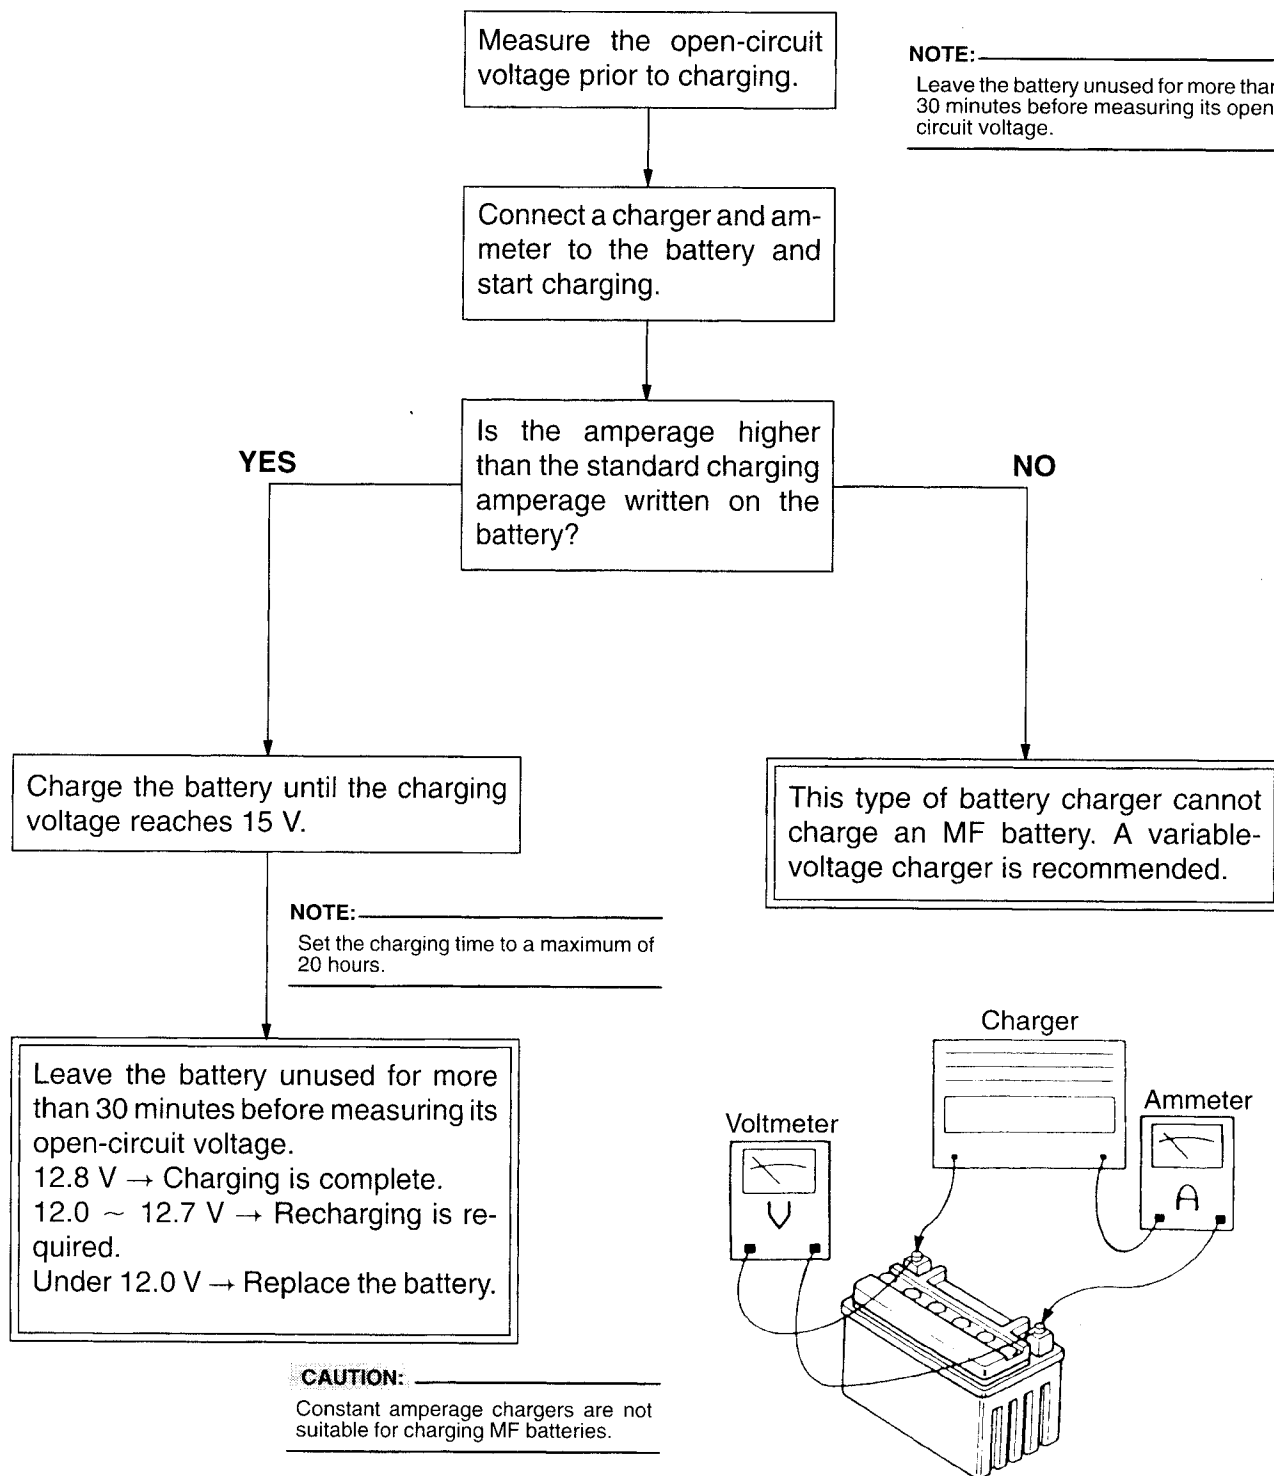 Measure the open-circuit
voltage prior to charging.
NOTE:
Leave the battery unused for more than
30 minutes before measuring its open-
circuit voltage.
Connect a charger and am-
meter to the battery and
start charging.
Is the amperage higher
than the standard charging
amperage written on the
battery?
YES
NO
Charge the battery until the charging
voltage reaches 15 V.
This type of battery charger cannot
charge an MF battery. A variable-
voltage charger is recommended.
NOTE:
Set the charging time to a maximum of
20 hours.
Leave the battery unused for more
than 30 minutes before measuring its
open-circuit voltage.
12.8 V → Charging is complete.
12.0 ~ 12.7 V → Recharging is re-
quired.
Under 12.0 V → Replace the battery.
CAUTION:
Constant amperage chargers are not
suitable for charging MF batteries.
Charger
Voltmeter
Ammeter
V
A